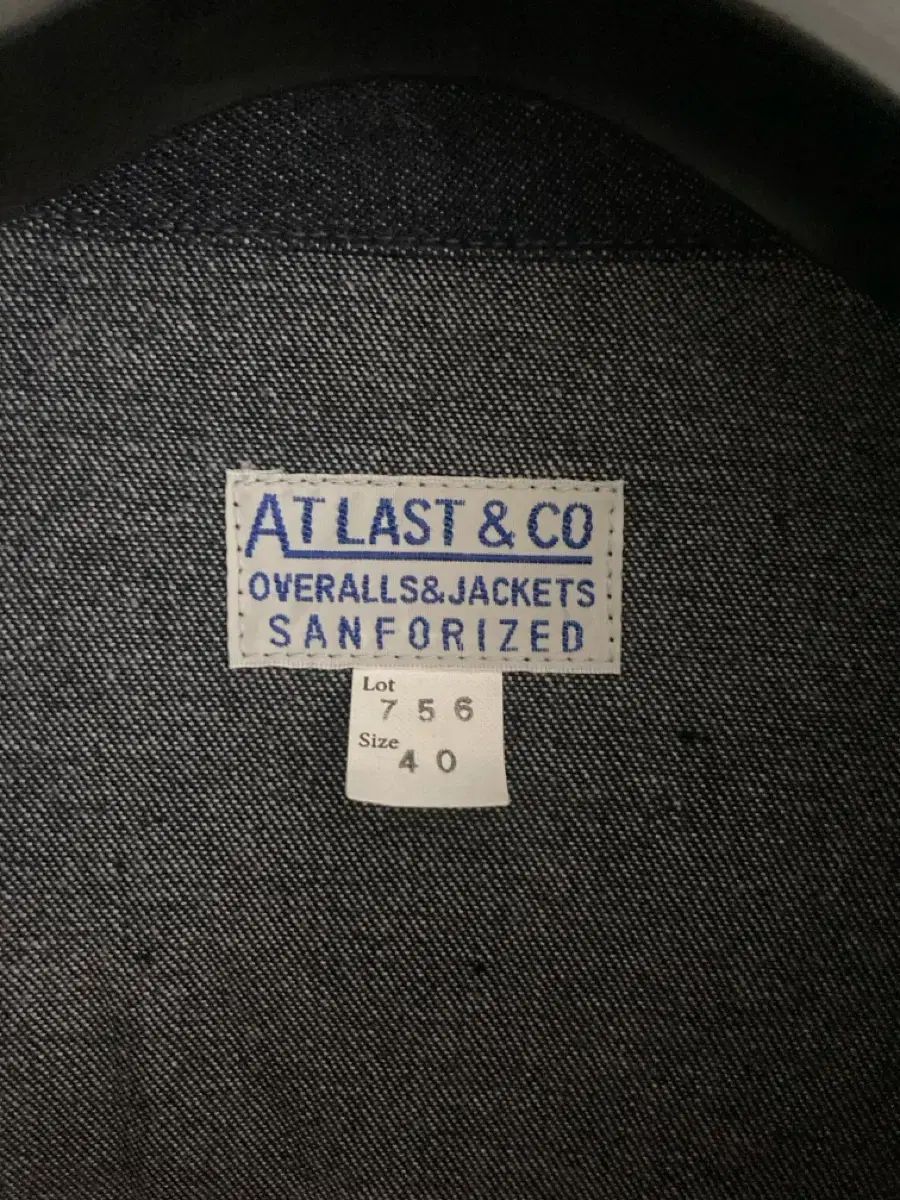 AT LAST & CO
OVERALLS&JACKETS
SANFORIZED
Lot
7 5 6
Size
4 0